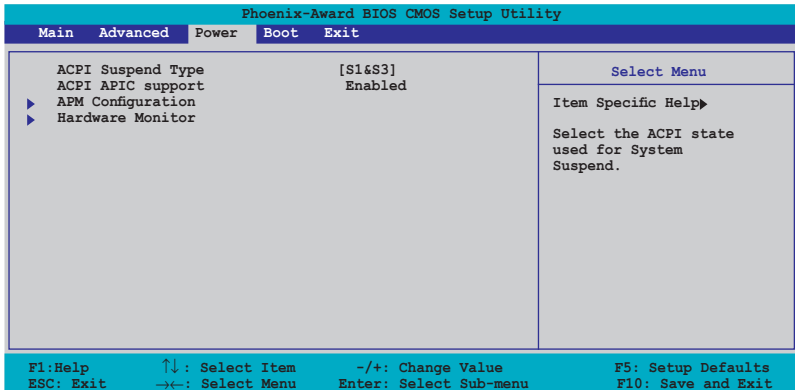 Phoenix-Award BIOS CMOS Setup Utility
Main Advanced Power Boot Exit
ACPI Suspend Type [S1&S3]
ACPI APIC support Enabled
APM Configuration
Hardware Monitor
Select Menu
Item Specific Help
Select the ACPI state
used for System
Suspend.
F1:Help ↑↓: Select Item -/+: Change Value F5: Setup Defaults
ESC: Exit →←: Select Menu Enter: Select Sub-menu F10: Save and Exit